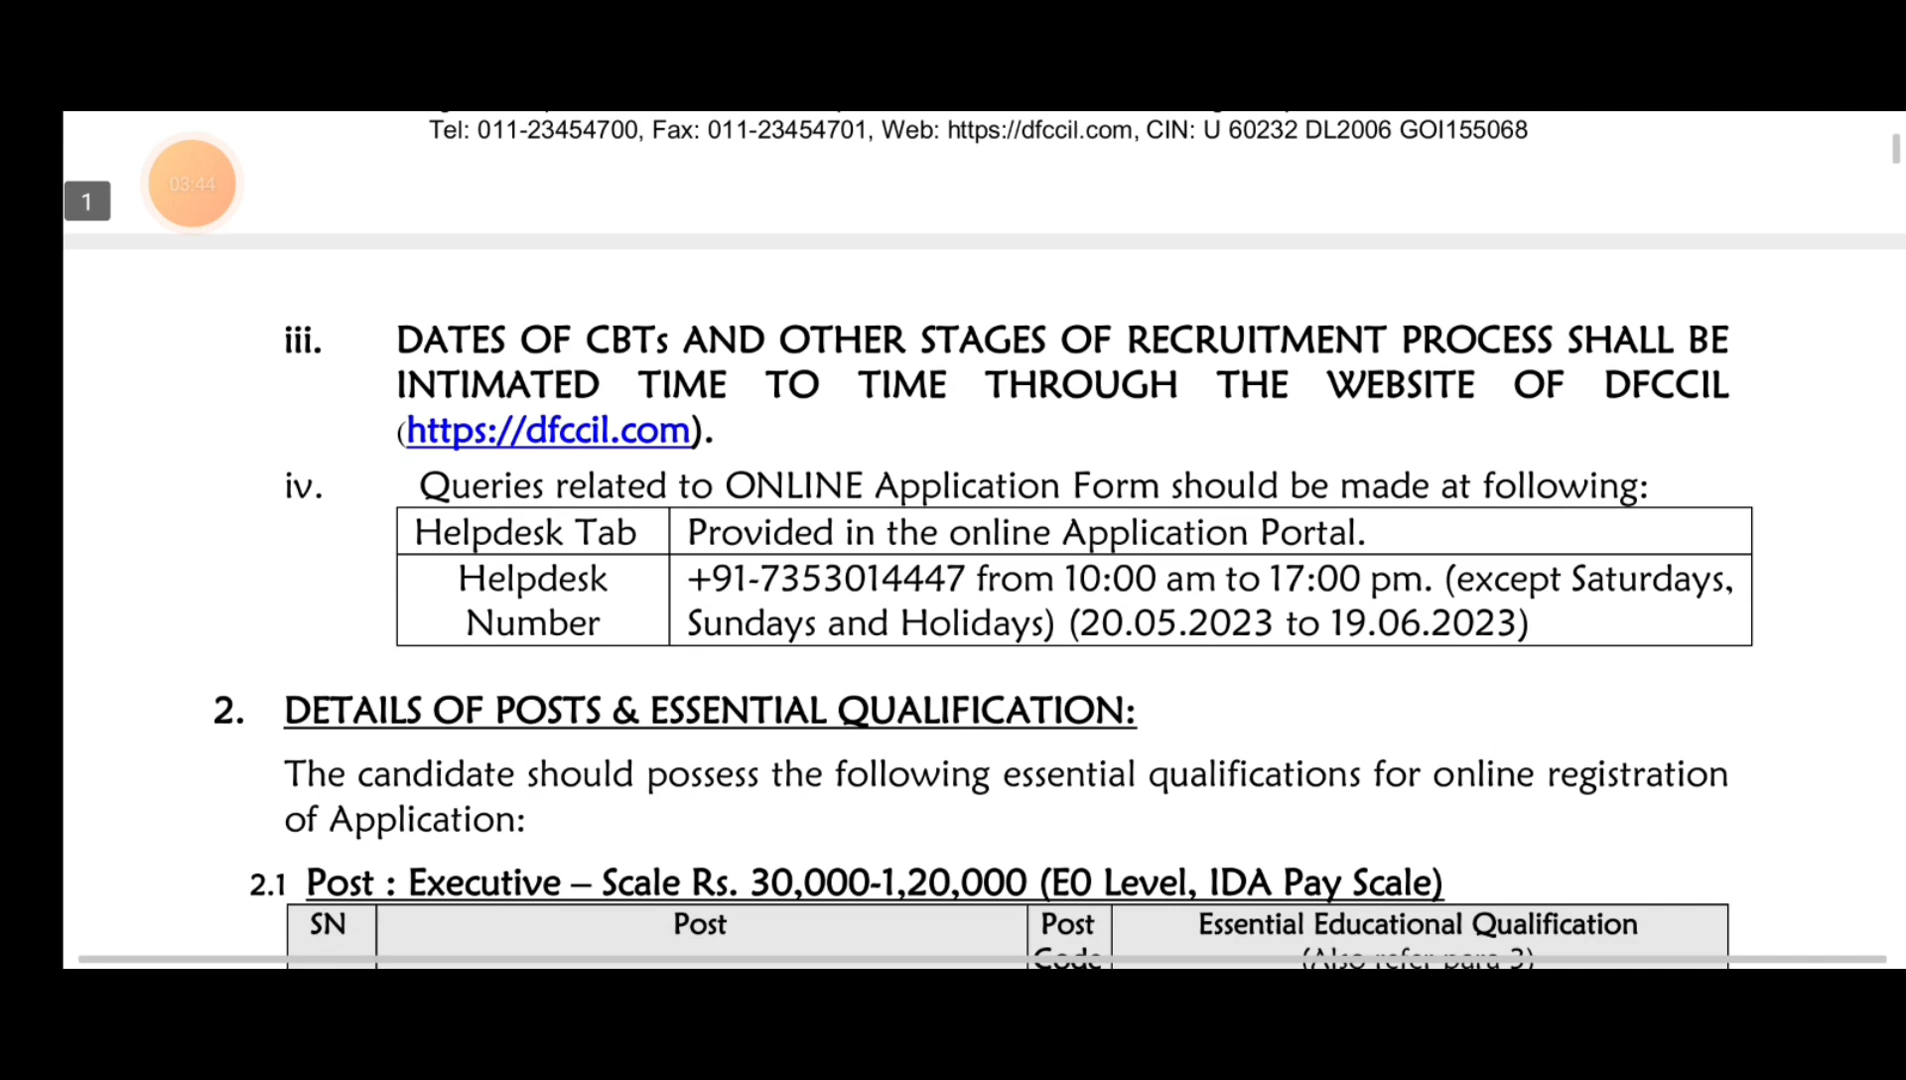 Tel: 011-23454700, Fax: 011-23454701, Web: https://dfccil.com, CIN: U 60232 DL2006 GOI155068
03:44
1
iii. DATES OF CBTs AND OTHER STAGES OF RECRUITMENT PROCESS SHALL BE
INTIMATED TIME TO TIME THROUGH THE WEBSITE OF DFCCIL
(https://dfccil.com).
iv. Queries related to ONLINE Application Form should be made at following:
Helpdesk Tab Provided in the online Application Portal.
Helpdesk +91-7353014447 from 10:00 am to 17:00 pm. (except Saturdays,
Number Sundays and Holidays) (20.05.2023 to 19.06.2023)
2. DETAILS OF POSTS & ESSENTIAL QUALIFICATION:
The candidate should possess the following essential qualifications for online registration
of Application:
2.1 Post : Executive – Scale Rs. 30,000-1,20,000 (E0 Level, IDA Pay Scale)
SN Post Post Essential Educational Qualification
Code (Also refer para 3)